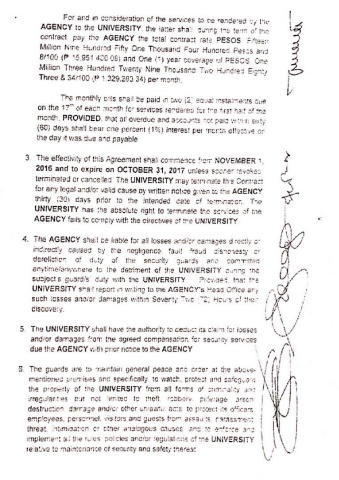 For and in consideration of the services to be rendered by the
AGENCY to the UNIVERSITY, the latter shall during the term of the
contract pay the AGENCY the total contract rate PESOS Fifteen
Million Nine Hundred Fifty One Thousand Four Hundred Pesos and
8/100 (₱ 15,951,400.08) and One (1) year coverage of PESOS One
Million Three Hundred Twenty Nine Thousand Two Hundred Eighty
Three & 34/100 (₱ 1,329,283.34) per month.
The monthly bills shall be paid in two (2) equal instalments due
on the 17th of each month for services rendered for the first half of the
month. PROVIDED, that all overdue and accounts not paid within sixty
(60) days shall bear one percent (1%) interest per month effective on
the day it was due and payable
3. The effectivity of this Agreement shall commence from NOVEMBER 1,
2016 and to expire on OCTOBER 31, 2017 unless sooner revoked
terminated or cancelled. The UNIVERSITY may terminate this Contract
for any legal and/or valid cause by written notice given to the AGENCY
thirty (30) days prior to the intended date of termination. The
UNIVERSITY has the absolute right to terminate the services of the
AGENCY fails to comply with the directives of the UNIVERSITY
4. The AGENCY shall be liable for all losses and/or damages directly or
indirectly caused by the negligence, fault fraud dishonesty or
dereliction of duty of the security guards and committed
anytime/anywhere to the detriment of the UNIVERSITY during the
subject's guard's duty with the UNIVERSITY. Provided, that the
UNIVERSITY shall report in writing to the AGENCY's Head Office any
such losses and/or damages within Seventy Two (72) Hours of their
discovery.
5. The UNIVERSITY shall have the authority to deduct its claim for losses
and/or damages from the agreed compensation for security services
due the AGENCY with prior notice to the AGENCY
6. The guards are to maintain general peace and order at the above-
mentioned premises and specifically, to watch, protect and safeguard
the property of the UNIVERSITY from all forms of criminality and
irregularities but not limited to theft, robbery, pilferage, arson
destruction, damage and/or other unlawful acts, to protect its officers,
employees, personnel, visitors and guests from assaults, harassment
threat, intimidation or other analogous causes, and to enforce and
implement all the rules, policies and/or regulations of the UNIVERSITY
relative to maintenance of security and safety thereat